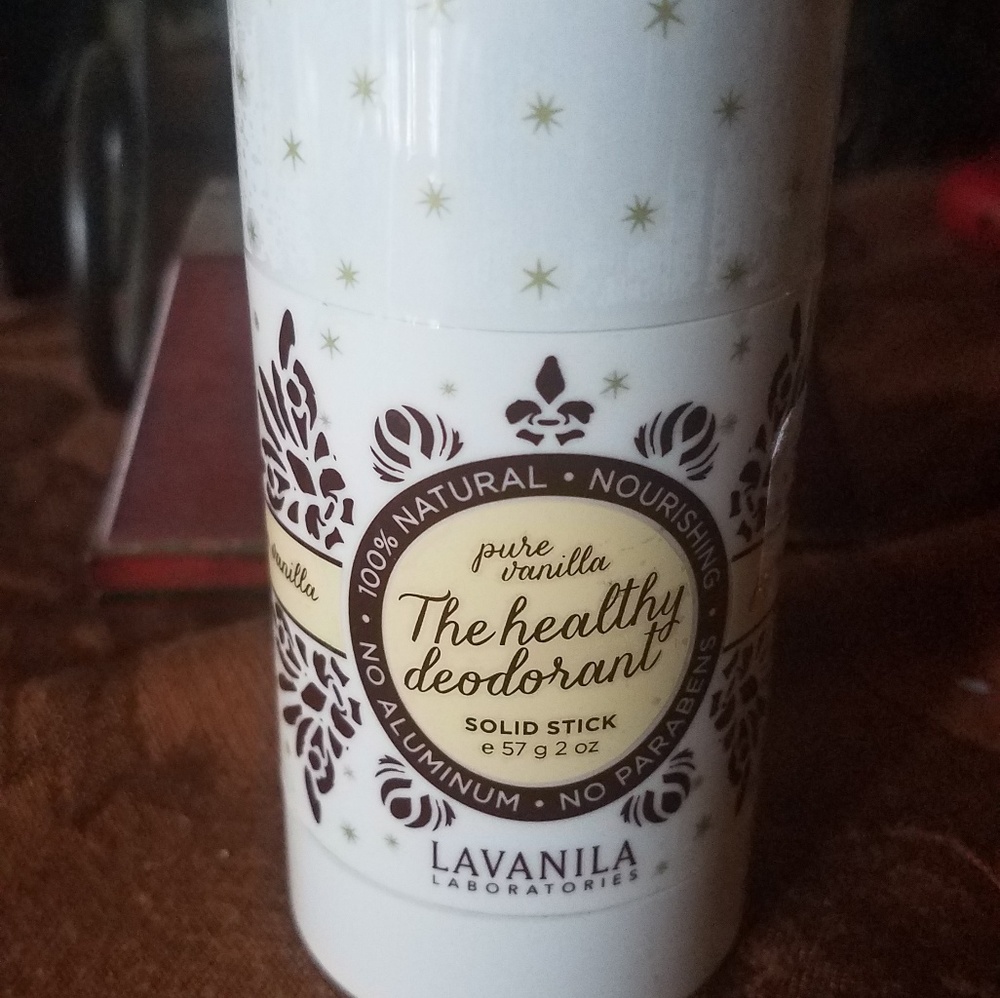 100% NATURAL • NOURISHING • NO PARABENS • NO ALUMINUM •
pure
vanilla
The healthy
deodorant
SOLID STICK
e 57 g 2 oz
vanilla
LAVANILA
LABORATORIES